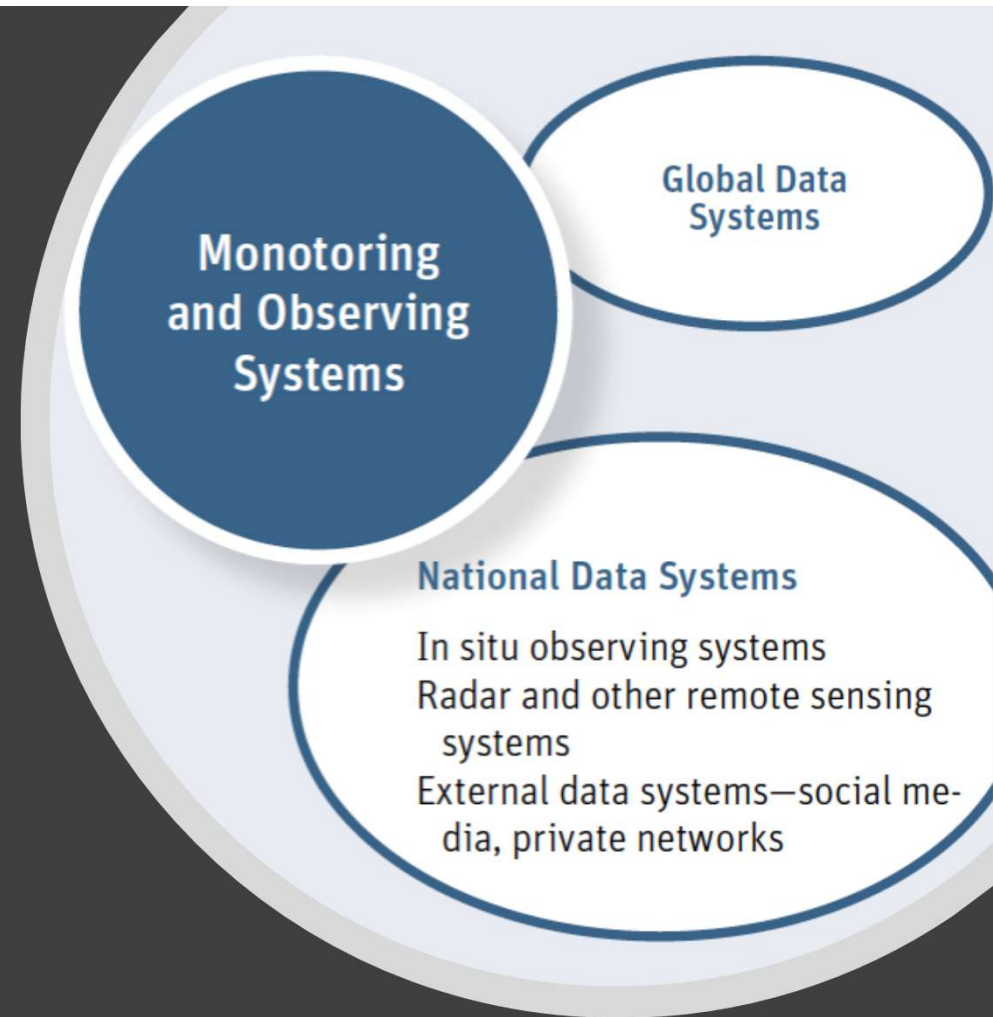 Monotoring
and Observing
Systems
Global Data
Systems
National Data Systems
In situ observing systems
Radar and other remote sensing
systems
External data systems—social me-
dia, private networks